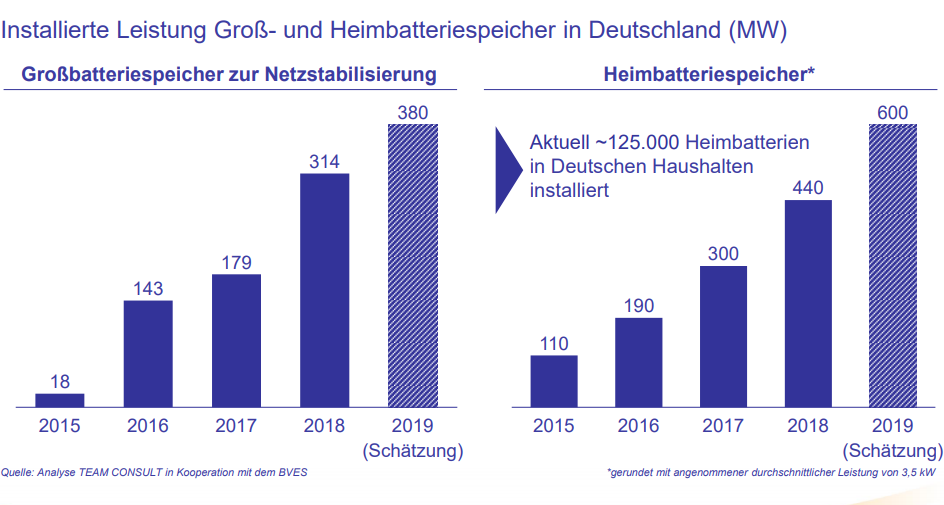 Installierte Leistung Groß- und Heimbatteriespeicher in Deutschland (MW)
Großbatteriespeicher zur Netzstabilisierung
380
314
179
143
18
2015 2016 2017 2018 2019
(Schätzung)
Quelle: Analyse TEAM CONSULT in Kooperation mit dem BVES
Heimbatteriespeicher*
600
Aktuell ~125.000 Heimbatterien
in Deutschen Haushalten
installiert
440
300
190
110
2015 2016 2017 2018 2019
(Schätzung)
*gerundet mit angenommener durchschnittlicher Leistung von 3,5 kW